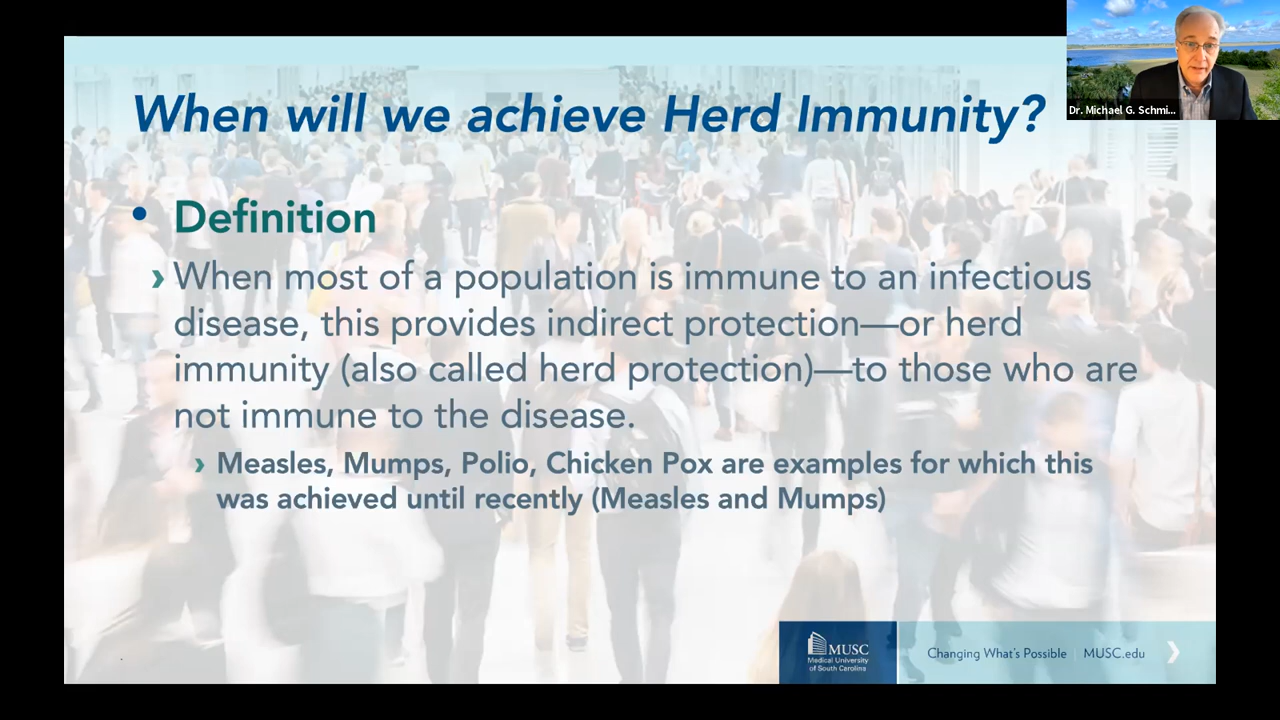 When will we achieve Herd Immunity?
Dr. Michael G. Schmi...
• Definition
› When most of a population is immune to an infectious
disease, this provides indirect protection—or herd
immunity (also called herd protection)—to those who are
not immune to the disease.
› Measles, Mumps, Polio, Chicken Pox are examples for which this
was achieved until recently (Measles and Mumps)
MUSC
Medical University
of South Carolina
Changing What's Possible | MUSC.edu